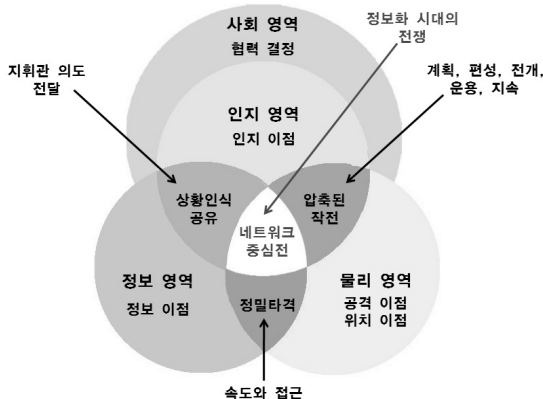 사회 영역
협력 결정
정보화 시대의
전쟁
지휘관 의도
전달
계획, 편성, 전개,
운용, 지속
인지 영역
인지 이점
상황인식
공유
압축된
작전
네트워크
중심전
정보 영역
정보 이점
물리 영역
공격 이점
위치 이점
정밀타격
속도와 접근